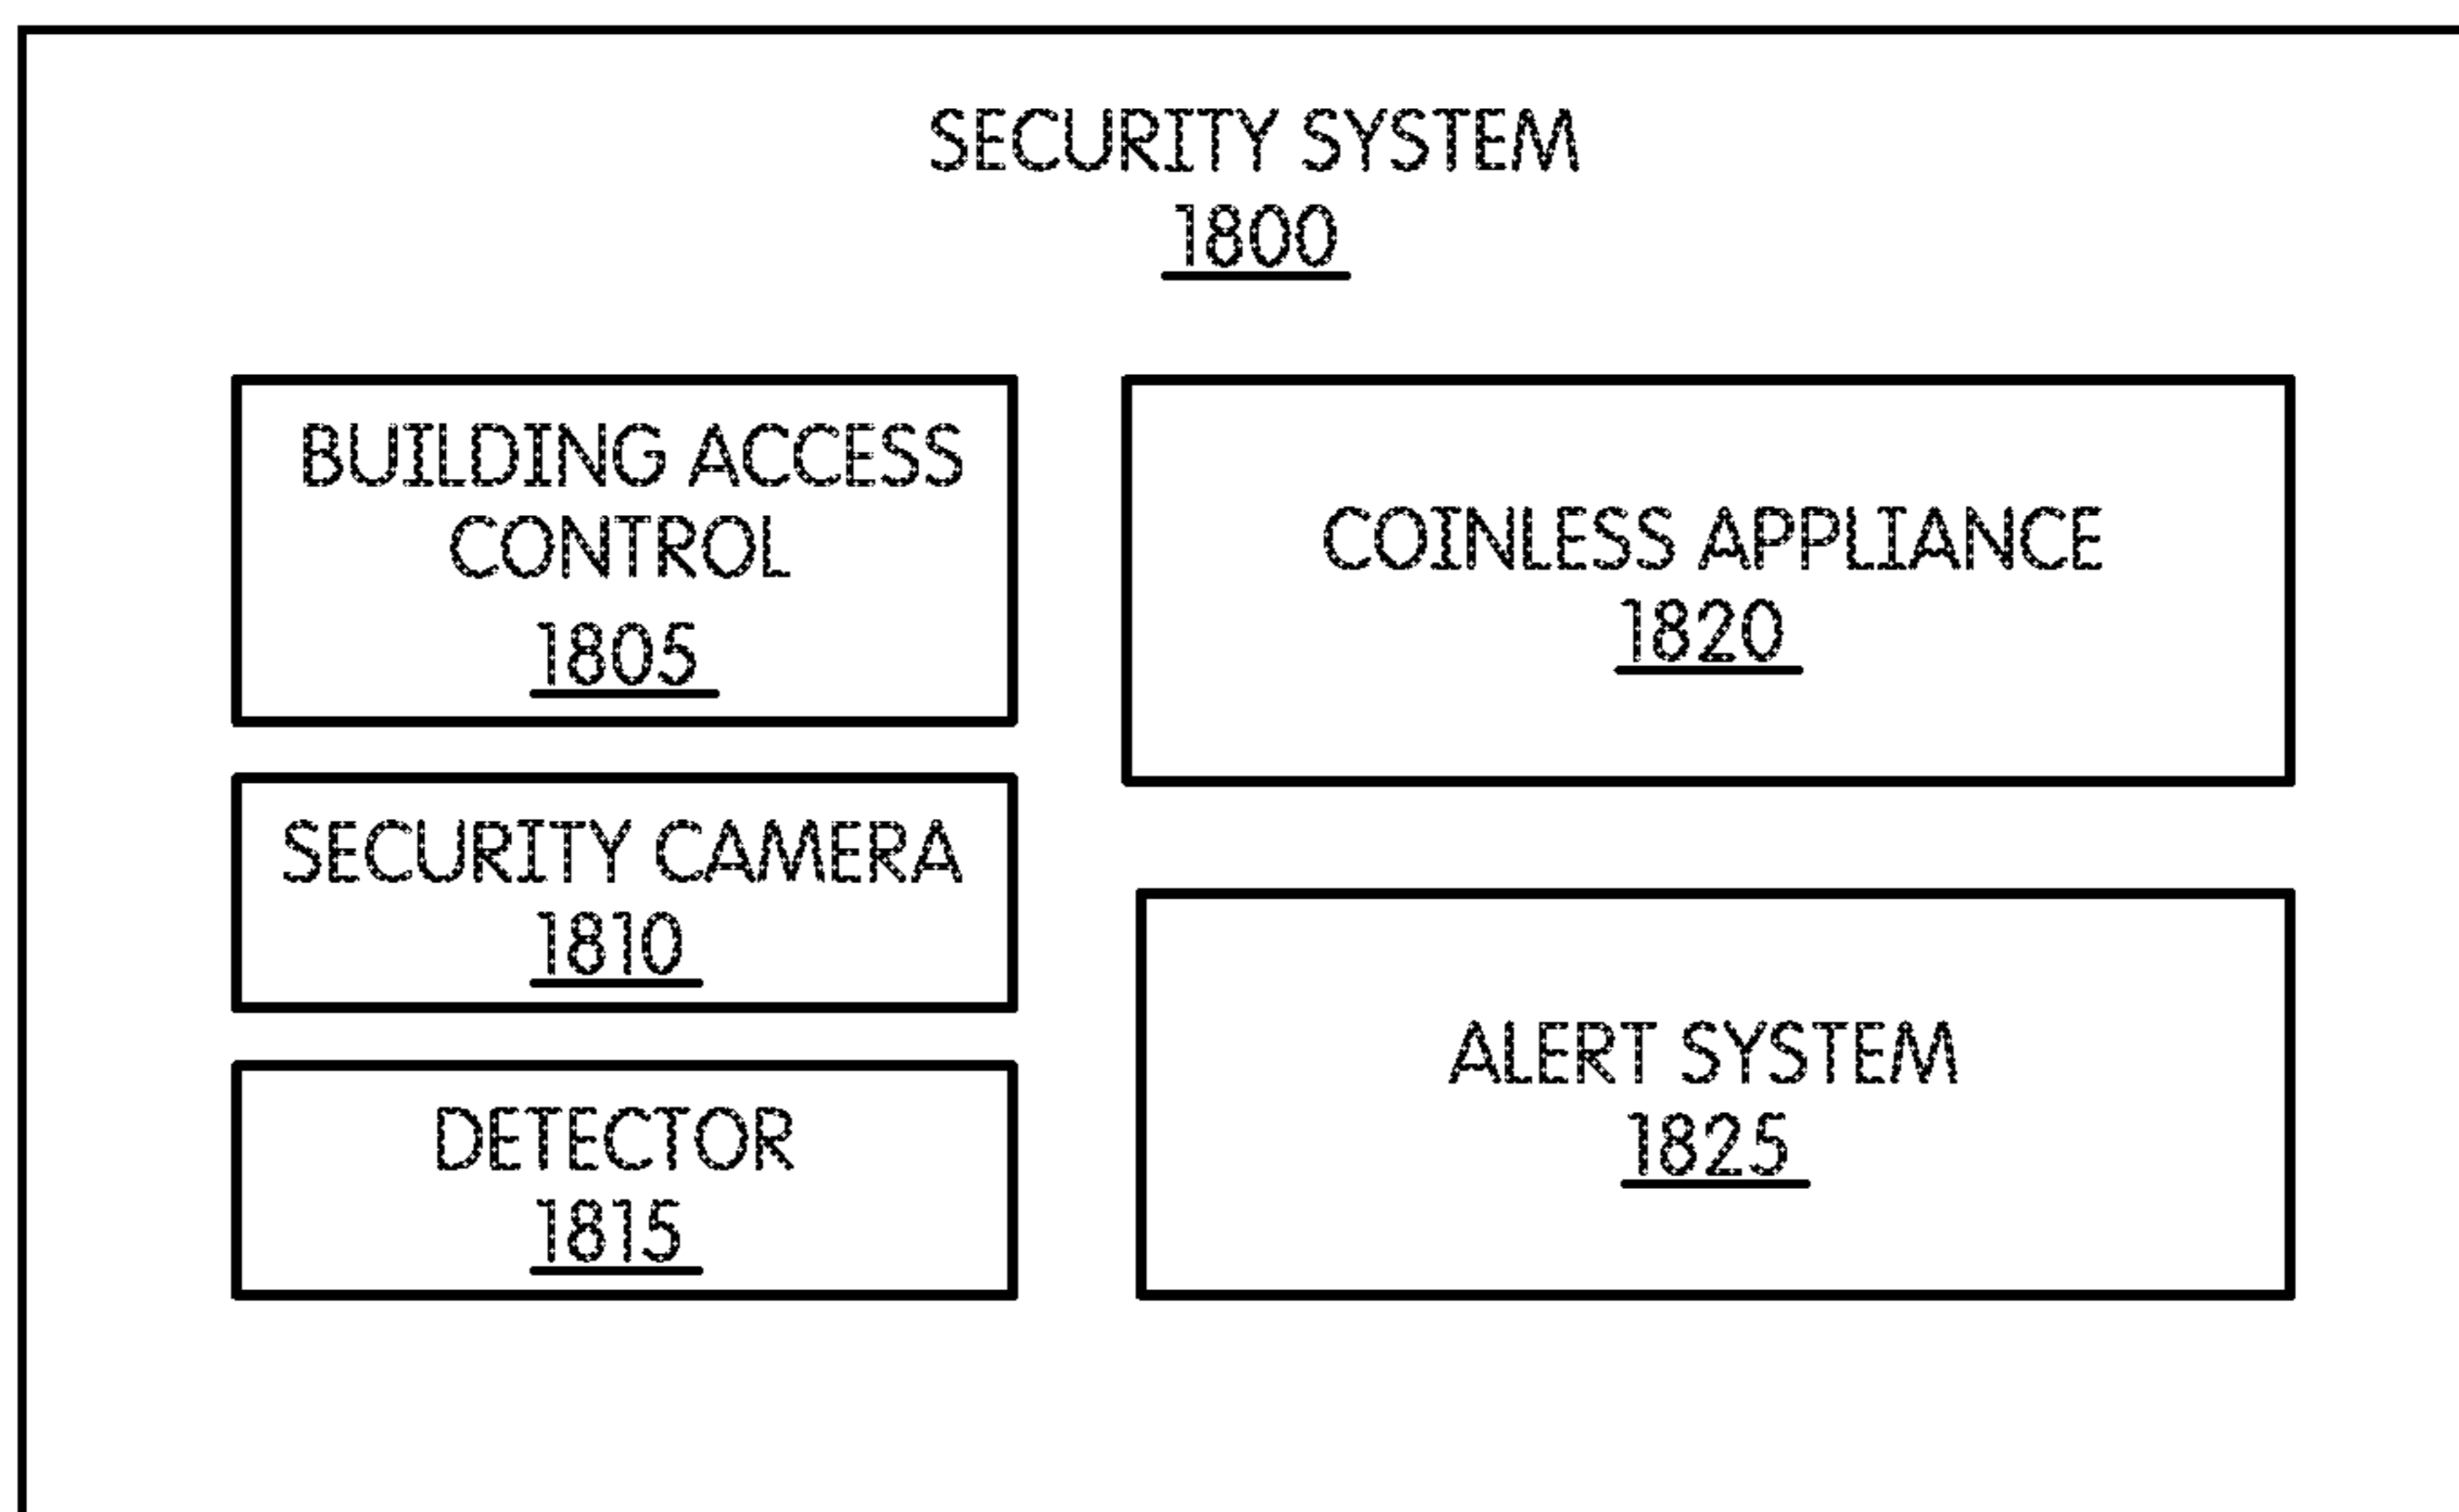 SECURITY SYSTEM
1800
BUILDING ACCESS
CONTROL
1805
SECURITY CAMERA
1810
DETECTOR
1815
COINLESS APPLIANCE
1820
ALERT SYSTEM
1825